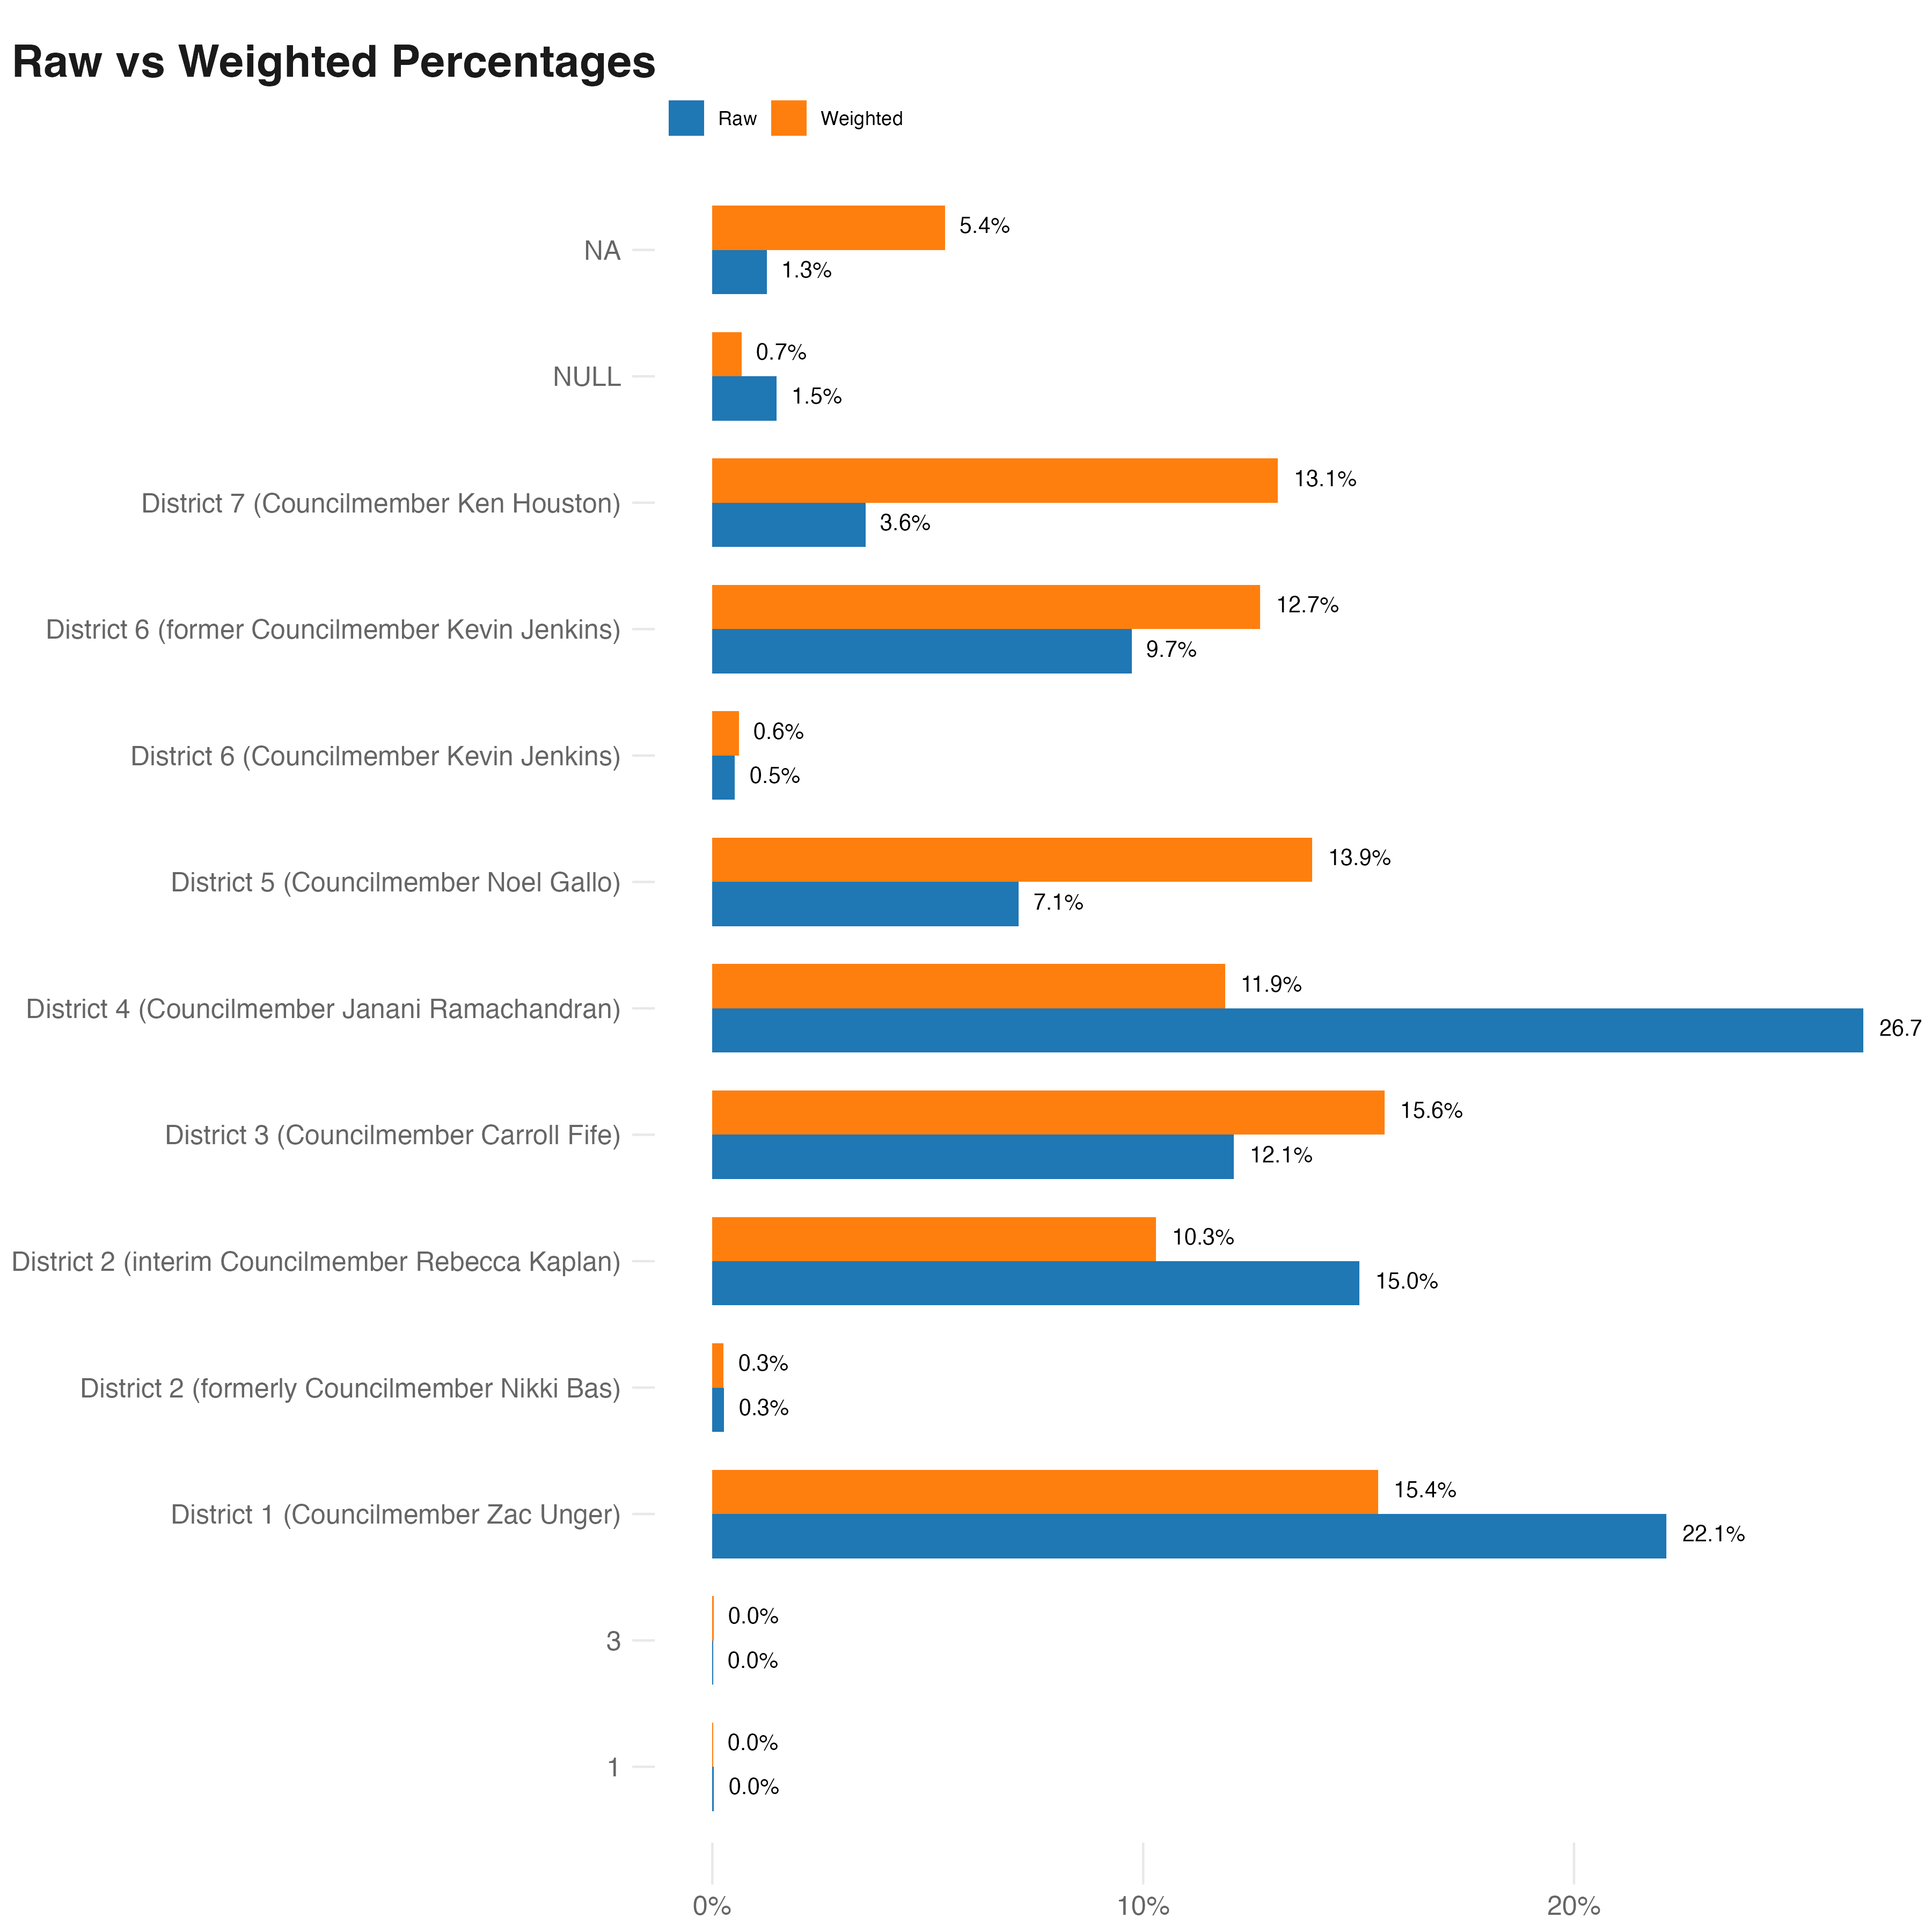 Raw vs Weighted Percentages
Raw Weighted
NA
5.4%
1.3%
NULL
0.7%
1.5%
District 7 (Councilmember Ken Houston)
13.1%
3.6%
District 6 (former Councilmember Kevin Jenkins)
12.7%
9.7%
District 6 (Councilmember Kevin Jenkins)
0.6%
0.5%
District 5 (Councilmember Noel Gallo)
13.9%
7.1%
District 4 (Councilmember Janani Ramachandran)
11.9%
26.7
District 3 (Councilmember Carroll Fife)
15.6%
12.1%
District 2 (interim Councilmember Rebecca Kaplan)
10.3%
15.0%
District 2 (formerly Councilmember Nikki Bas)
0.3%
0.3%
District 1 (Councilmember Zac Unger)
15.4%
22.1%
3
0.0%
0.0%
1
0.0%
0.0%
0% 10% 20%